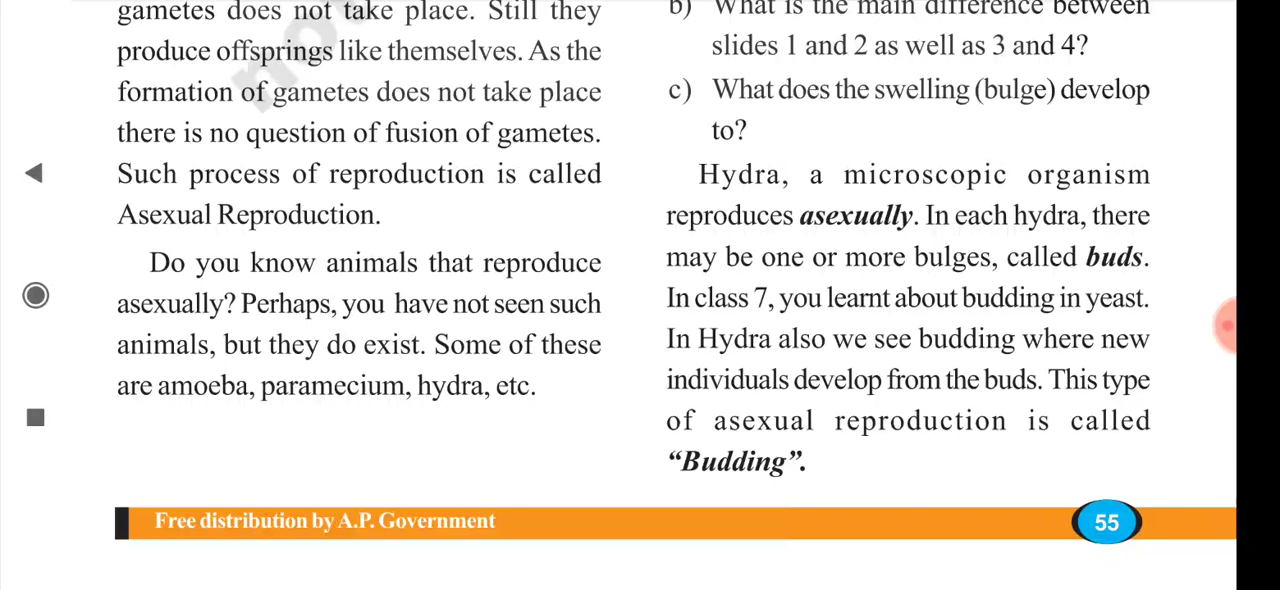 gametes does not take place. Still they
produce offsprings like themselves. As the
formation of gametes does not take place
there is no question of fusion of gametes.
Such process of reproduction is called
Asexual Reproduction.
Do you know animals that reproduce
asexually? Perhaps, you have not seen such
animals, but they do exist. Some of these
are amoeba, paramecium, hydra, etc.
b) What is the main difference between
slides 1 and 2 as well as 3 and 4?
c) What does the swelling (bulge) develop
to?
Hydra, a microscopic organism
reproduces asexually. In each hydra, there
may be one or more bulges, called buds.
In class 7, you learnt about budding in yeast.
In Hydra also we see budding where new
individuals develop from the buds. This type
of asexual reproduction is called
“Budding”.
Free distribution by A.P. Government
55